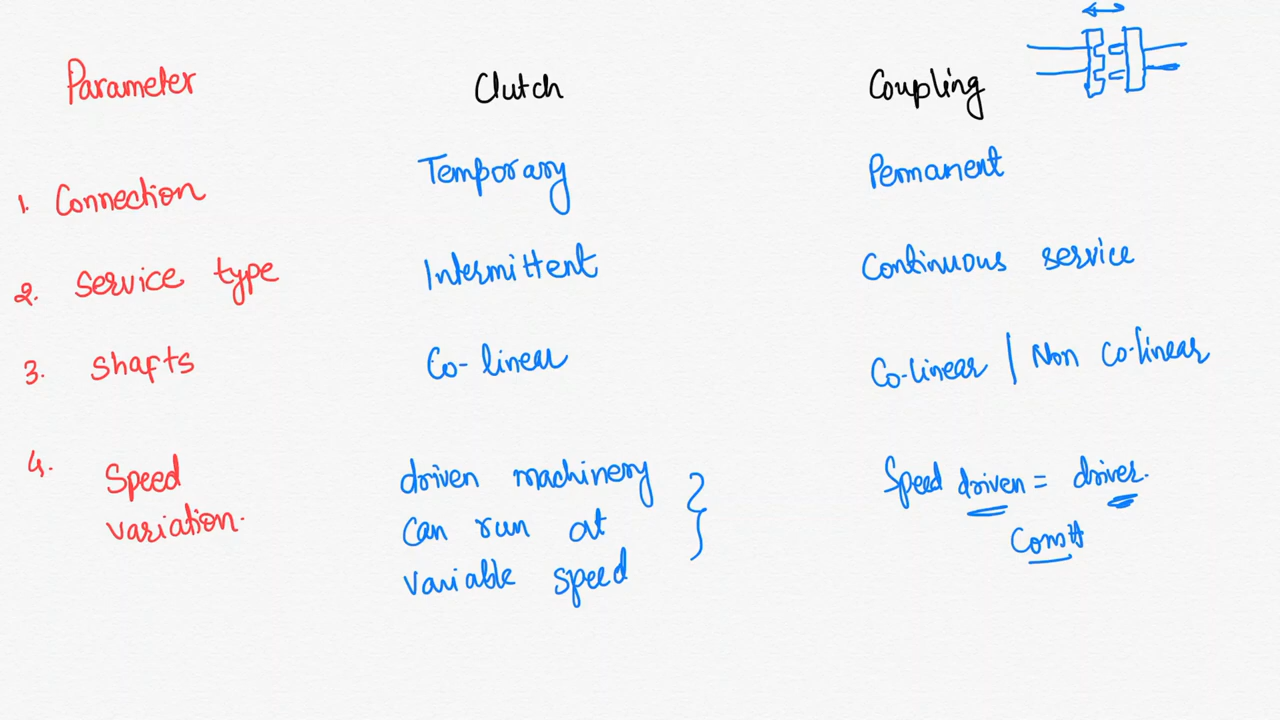 Parameter Clutch Coupling
1. Connection Temporary Permanent
2. Service type Intermittent Continuous service
3. Shafts Co-linear Co-linear | Non Co-linear
4. Speed variation. driven machinery can run at variable speed } Speed driven = driver.
Constt